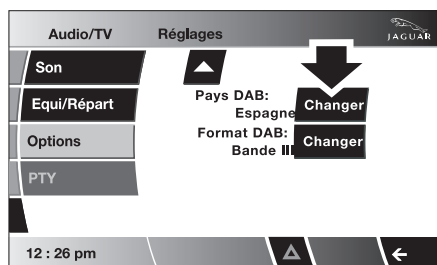 Audio/TV
Réglages
JAGUAR
Son
Equi/Répart
Options
PTY
Pays DAB:
Espagne
Changer
Format DAB:
Bande III
Changer
12 : 26 pm